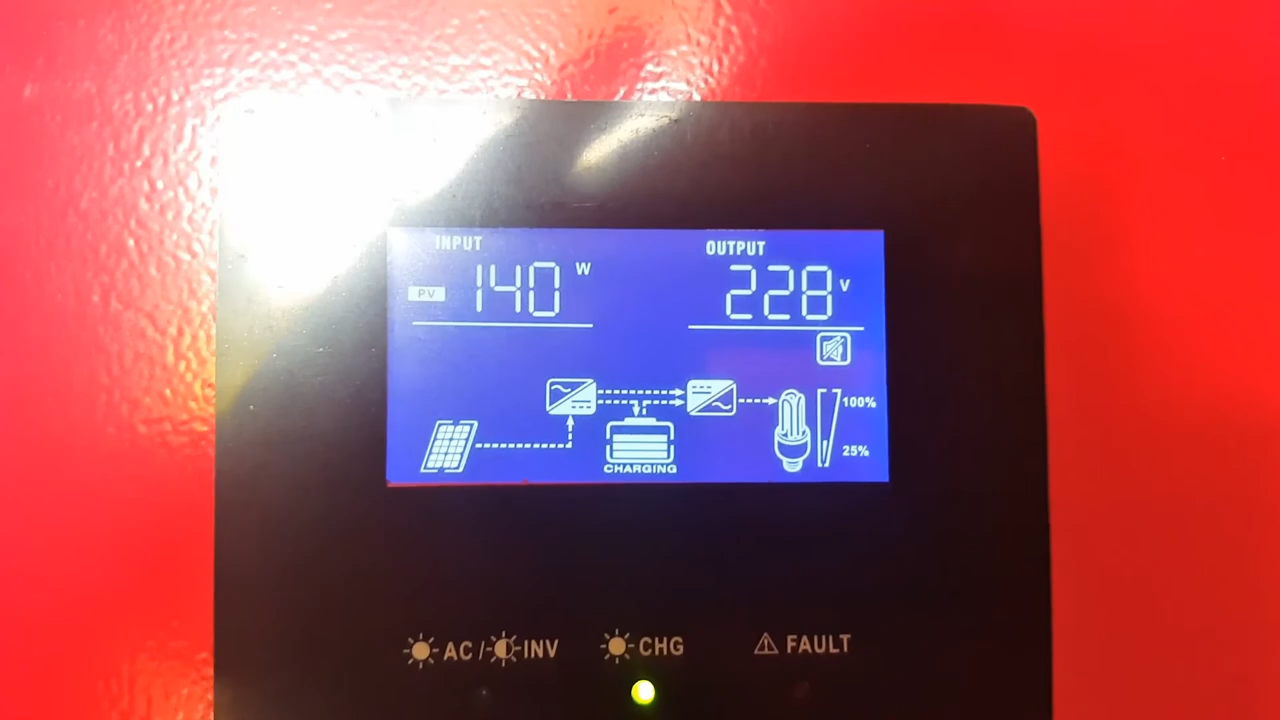 INPUT
OUTPUT
PV 140 W
228 V
100%
25%
CHARGING
AC / INV
CHG
FAULT